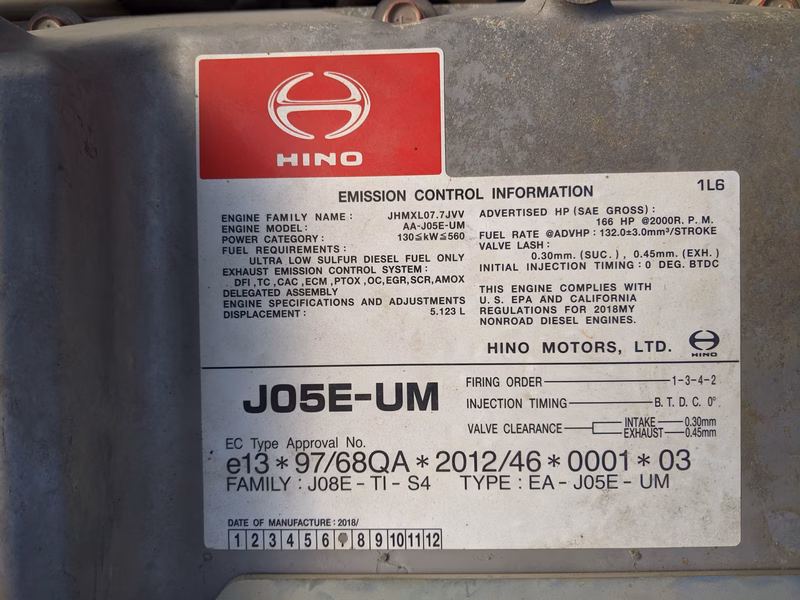 HINO
EMISSION CONTROL INFORMATION
1L6
ENGINE FAMILY NAME : JHMXL07.7JVV
ENGINE MODEL: AA-J05E-UM
POWER CATEGORY: 130≦kW≦560
FUEL REQUIREMENTS:
ULTRA LOW SULFUR DIESEL FUEL ONLY
EXHAUST EMISSION CONTROL SYSTEM :
DFI ,TC ,CAC ,ECM ,PTOX ,OC,EGR,SCR,AMOX
DELEGATED ASSEMBLY
ENGINE SPECIFICATIONS AND ADJUSTMENTS
DISPLACEMENT: 5.123 L
ADVERTISED HP (SAE GROSS) :
166 HP @2000R. P. M.
FUEL RATE @ADVHP : 132.0±3.0mm³/STROKE
VALVE LASH :
0.30mm. (SUC.) , 0.45mm. (EXH.)
INITIAL INJECTION TIMING : 0 DEG. BTDC
THIS ENGINE COMPLIES WITH
U. S. EPA AND CALIFORNIA
REGULATIONS FOR 2018MY
NONROAD DIESEL ENGINES.
HINO MOTORS, LTD.
HINO
J05E-UM
FIRING ORDER 1-3-4-2
INJECTION TIMING B. T. D. C. 0°
VALVE CLEARANCE INTAKE 0.30mm
EXHAUST 0.45mm
EC Type Approval No.
e13＊97/68QA＊2012/46＊0001＊03
FAMILY : J08E - TI - S4 TYPE : EA - J05E - UM
DATE OF MANUFACTURE: 2018/
1 2 3 4 5 6 8 9 10 11 12